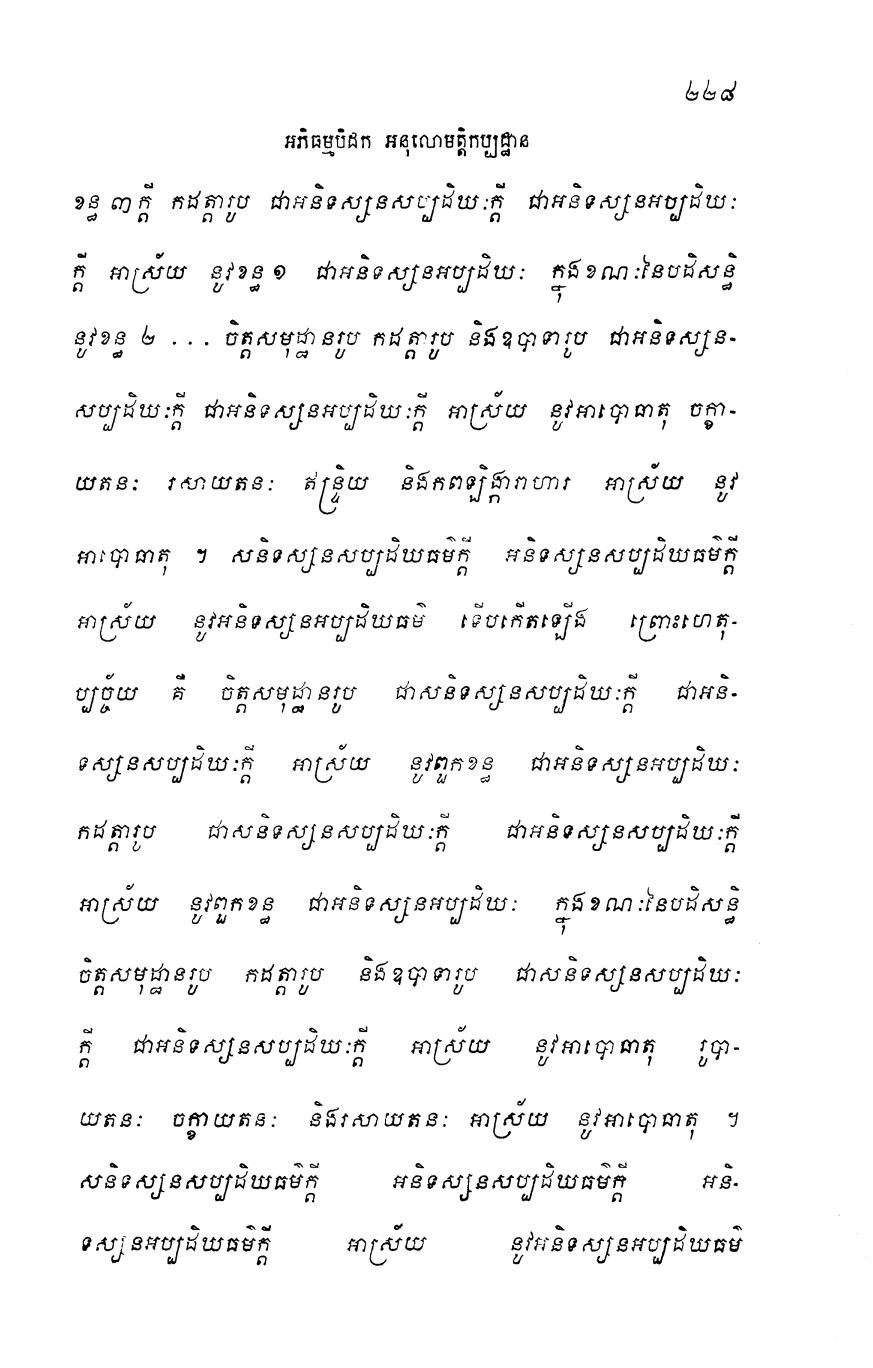 ២២៨
អភិធម្មបិដក អនុលោមត្តិកប្បដ្ឋាន
ខន្ធ ៣ ក្តី កដត្តារូប ជាអនិទស្សនសប្បដិឃៈក្តី ជាអនិទស្សនអប្បដិឃៈ
ក្តី អាស្រ័យ នូវខន្ធ ១ ជាអនិទស្សនអប្បដិឃៈ ក្នុងខណៈនៃបដិសន្ធិ
នូវខន្ធ ២ ... ចិត្តសមុដ្ឋានរូប កដត្តារូប និងឧបាទារូប ជាអនិទស្សន-
សប្បដិឃៈក្តី ជាអនិទស្សនអប្បដិឃៈក្តី អាស្រ័យ នូវអាបោធាតុ ចក្ខា-
យតនៈ រសាយតនៈ ឥន្ទ្រិយ និងកពឡិង្ការាហារ អាស្រ័យ នូវ
អាបោធាតុ ។ សនិទស្សនសប្បដិឃធម៌ក្តី អនិទស្សនសប្បដិឃធម៌ក្តី
អាស្រ័យ នូវអនិទស្សនអប្បដិឃធម៌ ទើបកើតឡើង ព្រោះហេតុ-
ប្បច្ច័យ គឺ ចិត្តសមុដ្ឋានរូប ជាសនិទស្សនសប្បដិឃៈក្តី ជាអនិ-
ទស្សនសប្បដិឃៈក្តី អាស្រ័យ នូវពួកខន្ធ ជាអនិទស្សនអប្បដិឃៈ
កដត្តារូប ជាសនិទស្សនសប្បដិឃៈក្តី ជាអនិទស្សនសប្បដិឃៈក្តី
អាស្រ័យ នូវពួកខន្ធ ជាអនិទស្សនអប្បដិឃៈ ក្នុងខណៈនៃបដិសន្ធិ
ចិត្តសមុដ្ឋានរូប កដត្តារូប និងឧបាទារូប ជាសនិទស្សនសប្បដិឃៈ
ក្តី ជាអនិទស្សនសប្បដិឃៈក្តី អាស្រ័យ នូវអាបោធាតុ រូបា-
យតនៈ ចក្ខាយតនៈ និងរសាយតនៈ អាស្រ័យ នូវអាបោធាតុ ។
សនិទស្សនសប្បដិឃធម៌ក្តី អនិទស្សនសប្បដិឃធម៌ក្តី អនិ-
ទស្សនអប្បដិឃធម៌ក្តី អាស្រ័យ នូវអនិទស្សនអប្បដិឃធម៌